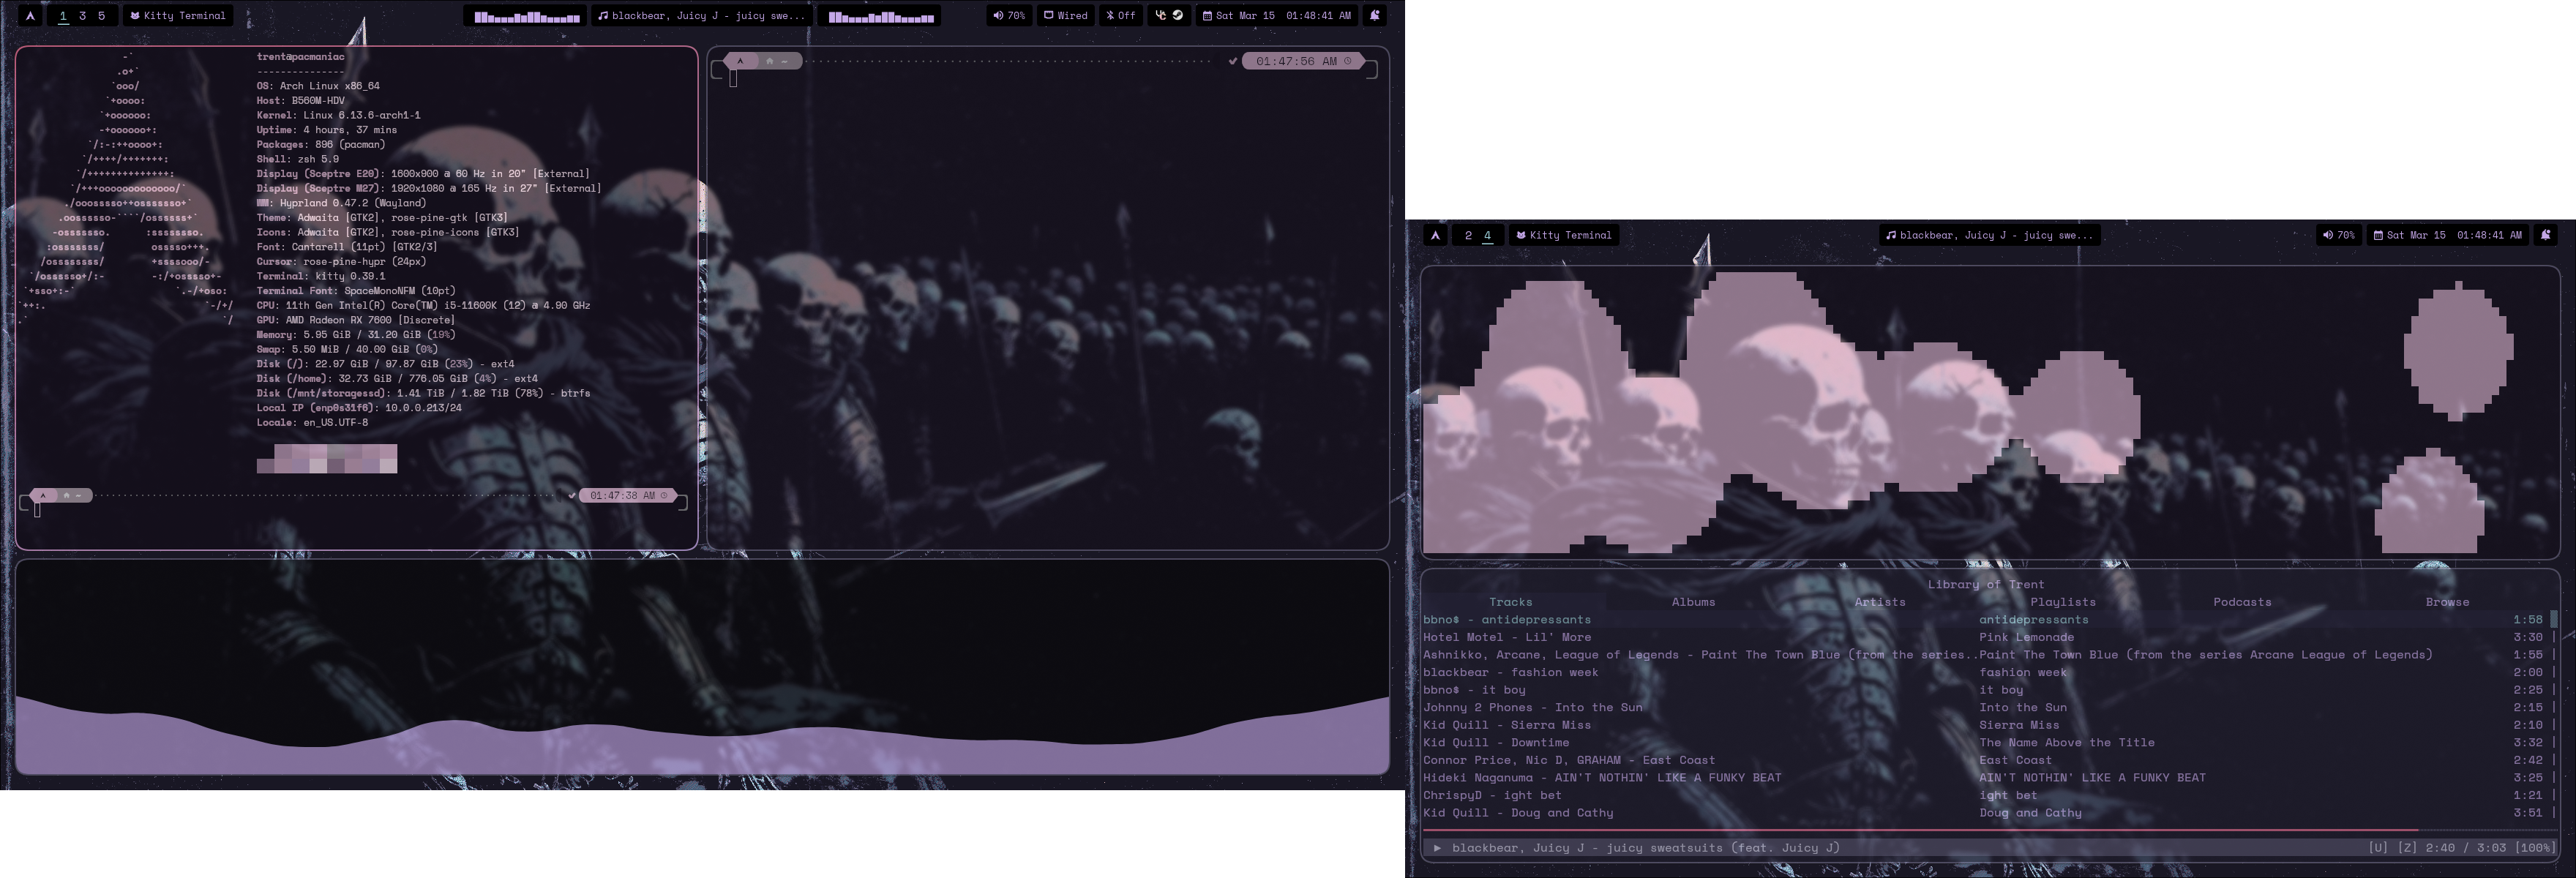 1 3 5
Kitty Terminal
blackbear, Juicy J - juicy swe...
70%
Wired
Off
Sat Mar 15 01:48:41 AM
trent@pacmaniac
---------------
OS: Arch Linux x86_64
Host: B560M-HDV
Kernel: Linux 6.13.6-arch1-1
Uptime: 4 hours, 37 mins
Packages: 896 (pacman)
Shell: zsh 5.9
Display (Sceptre E20): 1600x900 @ 60 Hz in 20" [External]
Display (Sceptre M27): 1920x1080 @ 165 Hz in 27" [External]
WM: Hyprland 0.47.2 (Wayland)
Theme: Adwaita [GTK2], rose-pine-gtk [GTK3]
Icons: Adwaita [GTK2], rose-pine-icons [GTK3]
Font: Cantarell (11pt) [GTK2/3]
Cursor: rose-pine-hypr (24px)
Terminal: kitty 0.39.1
Terminal Font: SpaceMonoNFM (10pt)
CPU: 11th Gen Intel(R) Core(TM) i5-11600K (12) @ 4.90 GHz
GPU: AMD Radeon RX 7600 [Discrete]
Memory: 5.95 GiB / 31.20 GiB (19%)
Swap: 5.50 MiB / 40.00 GiB (0%)
Disk (/): 22.97 GiB / 97.87 GiB (23%) - ext4
Disk (/home): 32.73 GiB / 776.05 GiB (4%) - ext4
Disk (/mnt/storagessd): 1.41 TiB / 1.82 TiB (78%) - btrfs
Local IP (enp0s31f6): 10.0.0.213/24
Locale: en_US.UTF-8
~
01:47:38 AM
~
01:47:56 AM
2 4
Kitty Terminal
blackbear, Juicy J - juicy swe...
70%
Sat Mar 15 01:48:41 AM
Library of Trent
Tracks Albums Artists Playlists Podcasts Browse
bbno$ - antidepressants antidepressants 1:58
Hotel Motel - Lil' More Pink Lemonade 3:30
Ashnikko, Arcane, League of Legends - Paint The Town Blue (from the series..Paint The Town Blue (from the series Arcane League of Legends) 1:55
blackbear - fashion week fashion week 2:00
bbno$ - it boy it boy 2:25
Johnny 2 Phones - Into the Sun Into the Sun 2:15
Kid Quill - Sierra Miss Sierra Miss 2:10
Kid Quill - Downtime The Name Above the Title 3:32
Connor Price, Nic D, GRAHAM - East Coast East Coast 2:42
Hideki Naganuma - AIN'T NOTHIN' LIKE A FUNKY BEAT AIN'T NOTHIN' LIKE A FUNKY BEAT 3:25
ChrispyD - ight bet ight bet 1:21
Kid Quill - Doug and Cathy Doug and Cathy 3:51
blackbear, Juicy J - juicy sweatsuits (feat. Juicy J) [U] [Z] 2:40 / 3:03 [100%]